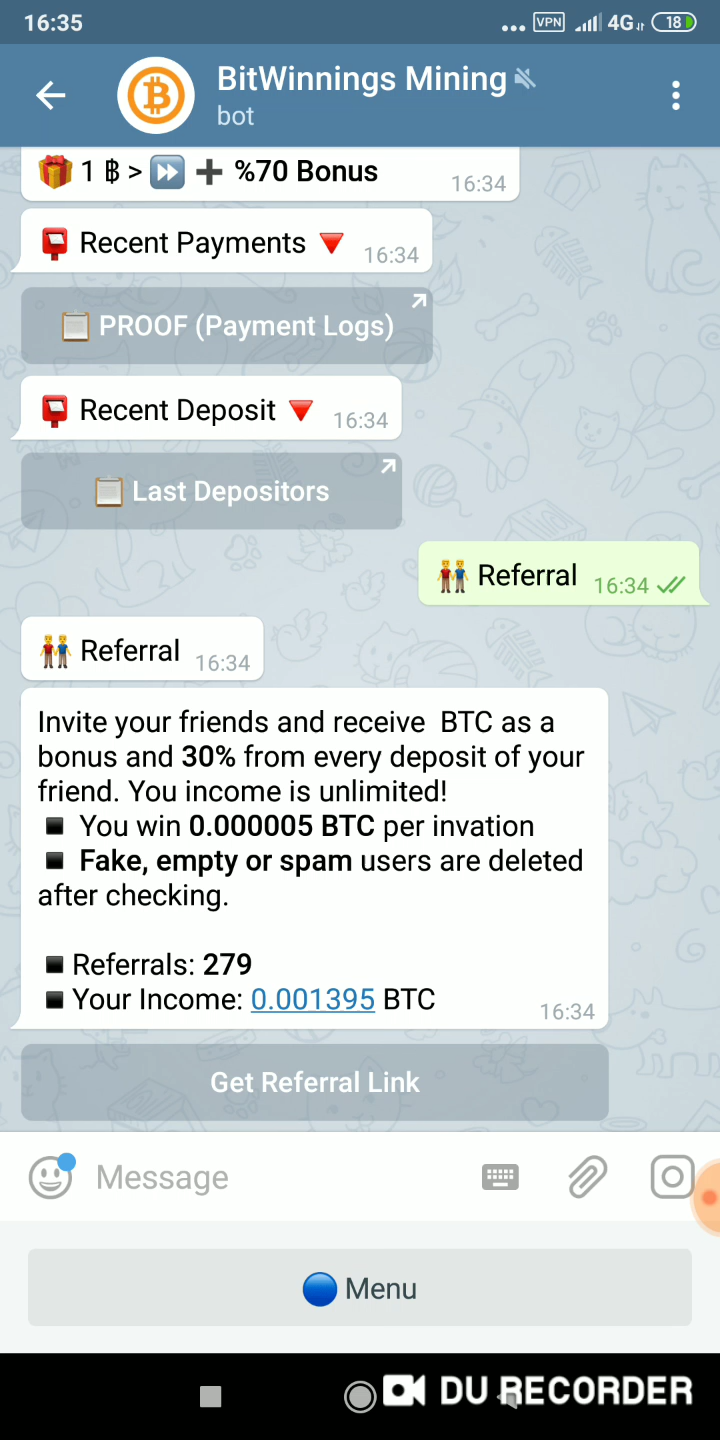 16:35
VPN 4G 18
BitWinnings Mining
bot
1 ฿ > + %70 Bonus 16:34
Recent Payments 16:34
PROOF (Payment Logs)
Recent Deposit 16:34
Last Depositors
Referral 16:34
Referral 16:34
Invite your friends and receive BTC as a
bonus and 30% from every deposit of your
friend. You income is unlimited!
You win 0.000005 BTC per invation
Fake, empty or spam users are deleted
after checking.
Referrals: 279
Your Income: 0.001395 BTC 16:34
Get Referral Link
Message
Menu
DU RECORDER